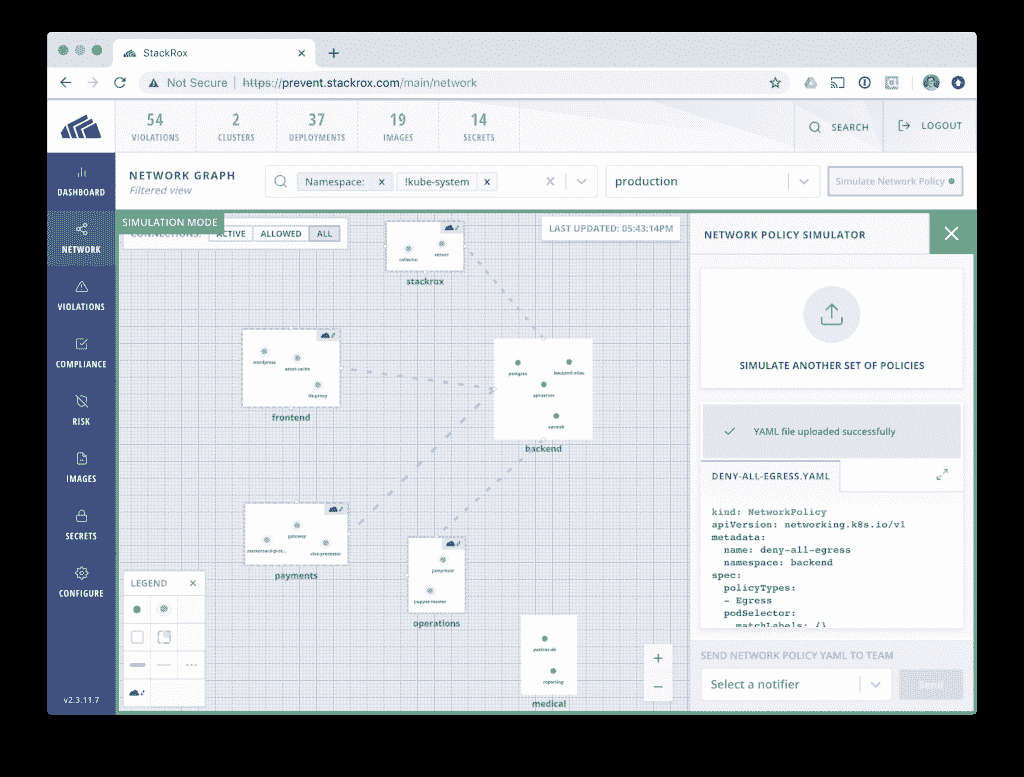 StackRox
Not Secure | https://prevent.stackrox.com/main/network
54
VIOLATIONS
2
CLUSTERS
37
DEPLOYMENTS
19
IMAGES
14
SECRETS
SEARCH
LOGOUT
DASHBOARD
NETWORK
VIOLATIONS
COMPLIANCE
RISK
IMAGES
SECRETS
CONFIGURE
v2.3.11.7
NETWORK GRAPH
Filtered view
Namespace:
!kube-system
production
Simulate Network Policy
SIMULATION MODE
CONNECTIONS:
ACTIVE
ALLOWED
ALL
LAST UPDATED: 05:43:14PM
collector
sensor
stackrox
wordpress
asset-cache
tls-proxy
frontend
postgres
backend-atlas
api-server
varnish
backend
gateway
visa-processor
payments
jump-host
puppet-master
operations
patient-db
reporting
medical
LEGEND
NETWORK POLICY SIMULATOR
SIMULATE ANOTHER SET OF POLICIES
YAML file uploaded successfully
DENY-ALL-EGRESS.YAML
kind: NetworkPolicy
apiVersion: networking.k8s.io/v1
metadata:
name: deny-all-egress
namespace: backend
spec:
policyTypes:
- Egress
podSelector:
matchLabels: {}
SEND NETWORK POLICY YAML TO TEAM
Select a notifier
Send